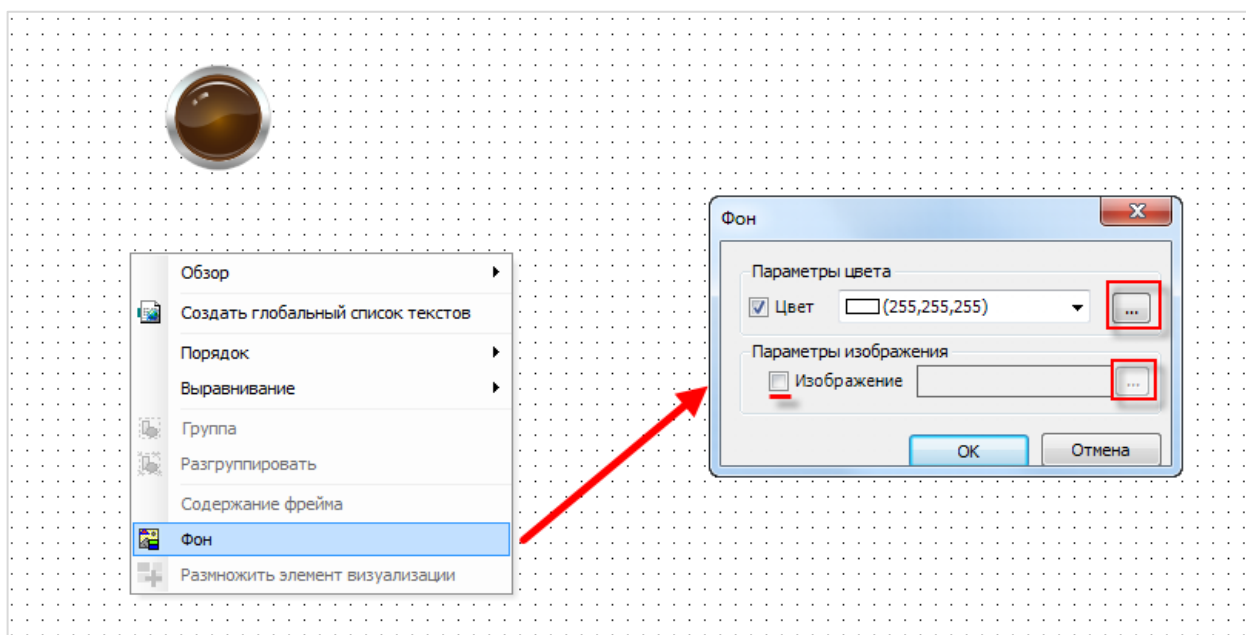 Обзор
Создать глобальный список текстов
Порядок
Выравнивание
Группа
Разгруппировать
Содержание фрейма
Фон
Размножить элемент визуализации
Фон
Параметры цвета
Цвет (255,255,255) ...
Параметры изображения
Изображение ...
ОК Отмена